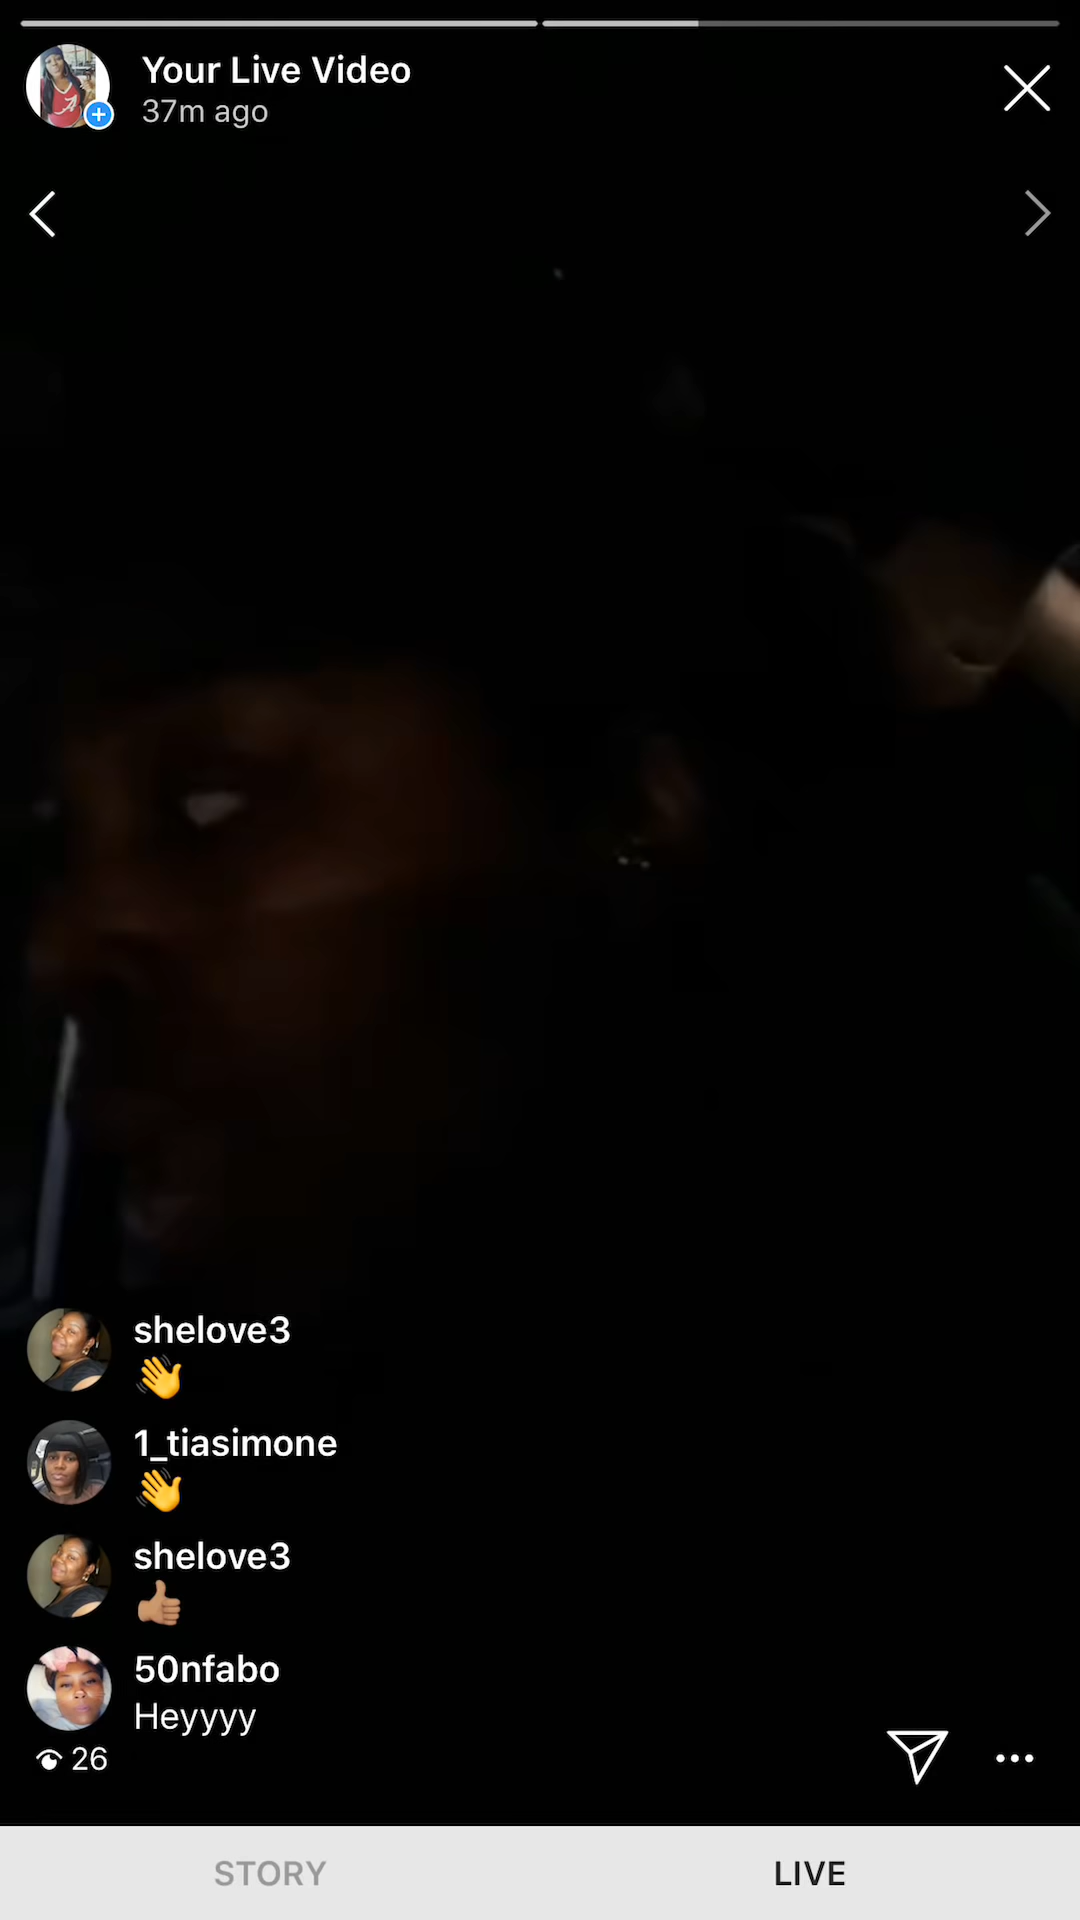 Your Live Video
37m ago
shelove3
👋
1_tiasimone
👋
shelove3
👍🏽
50nfabo
Heyyyy
26
STORY
LIVE